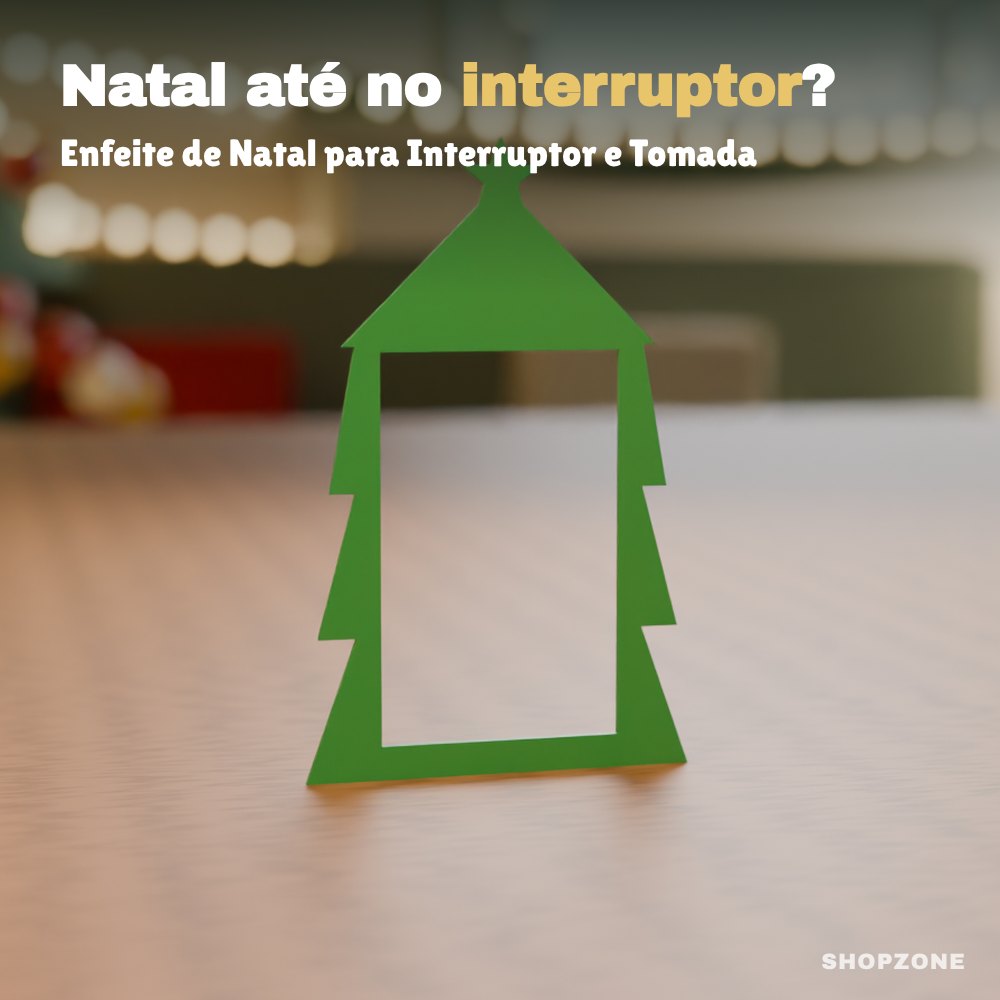 Natal até no interruptor?
Enfeite de Natal para Interruptor e Tomada
SHOPZONE